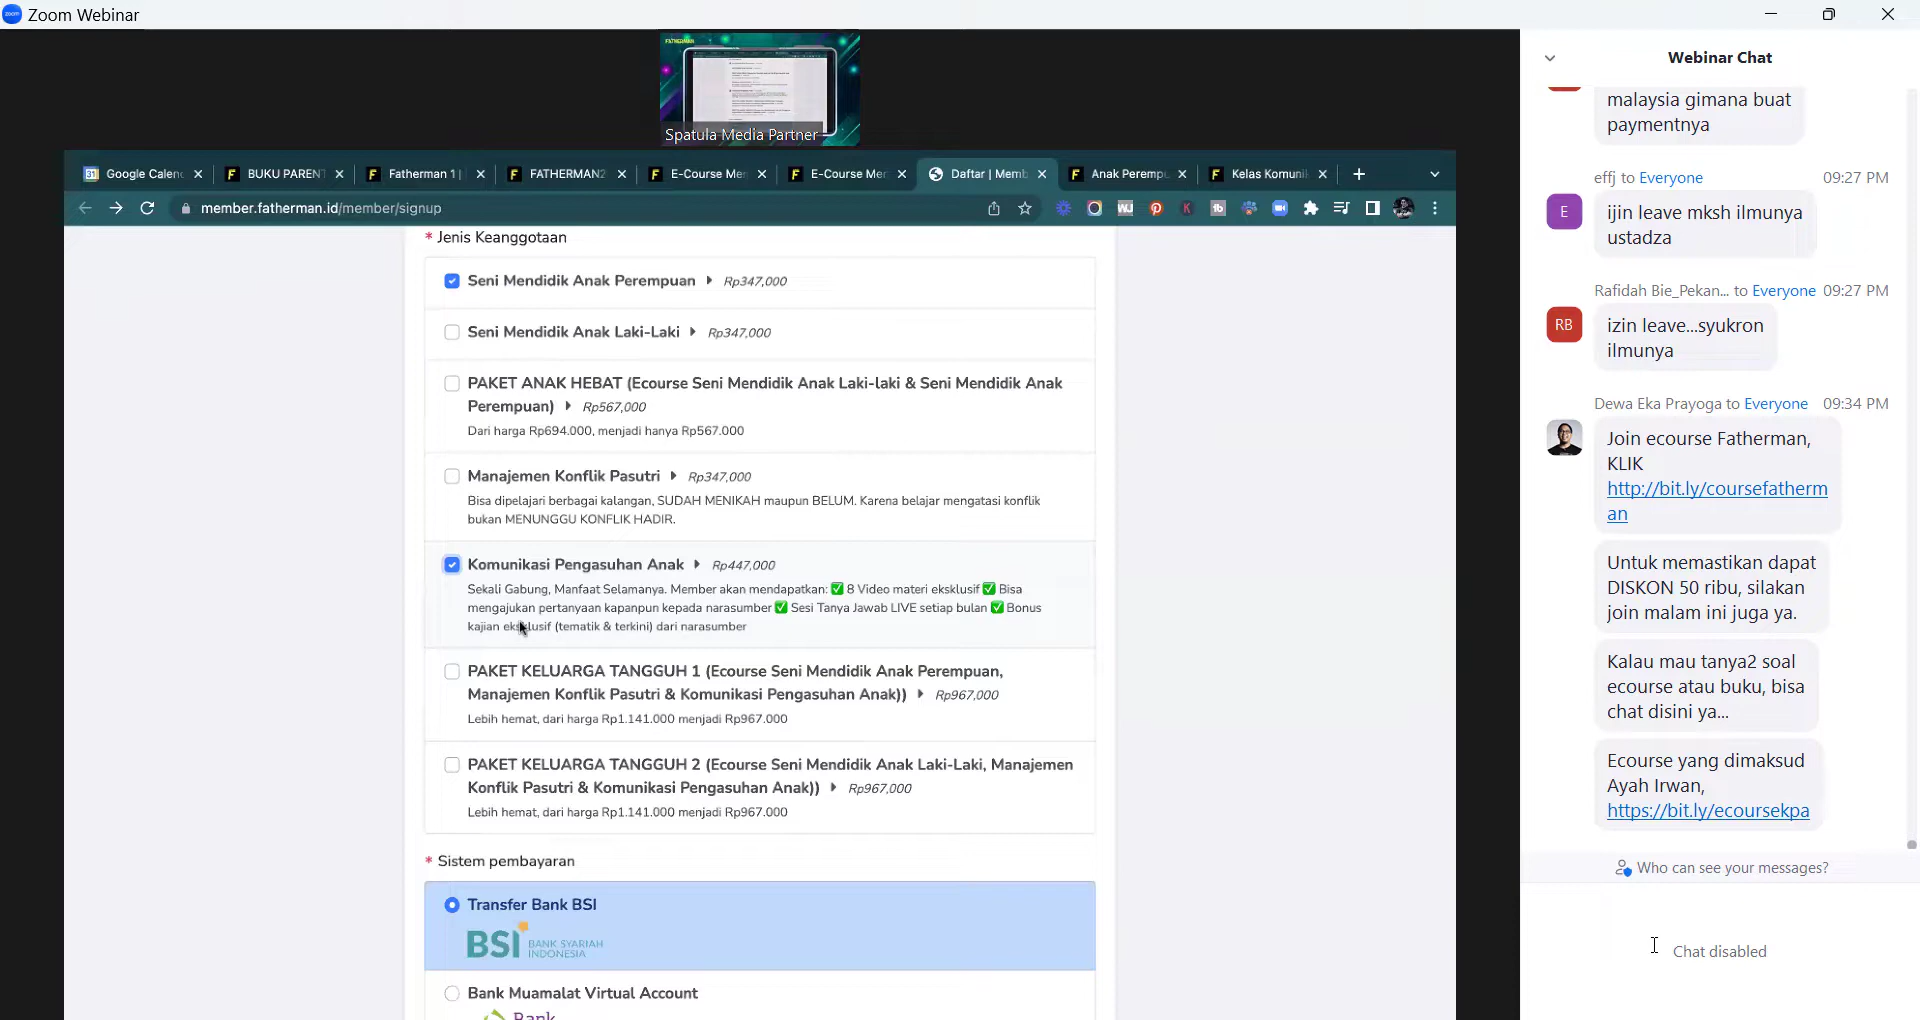 Zoom Webinar
FATHERMAN
Spatula Media Partner
31 Google Calen
F BUKU PARENT
F Fatherman 1 |
F FATHERMAN2
F E-Course Me
F E-Course Mer
Daftar | Memb
F Anak Peremp
F Kelas Komuni
member.fatherman.id/member/signup
* Jenis Keanggotaan
Seni Mendidik Anak Perempuan ▸ Rp347,000
Seni Mendidik Anak Laki-Laki ▸ Rp347,000
PAKET ANAK HEBAT (Ecourse Seni Mendidik Anak Laki-laki & Seni Mendidik Anak
Perempuan) ▸ Rp567,000
Dari harga Rp694.000, menjadi hanya Rp567.000
Manajemen Konflik Pasutri ▸ Rp347,000
Bisa dipelajari berbagai kalangan, SUDAH MENIKAH maupun BELUM. Karena belajar mengatasi konflik
bukan MENUNGGU KONFLIK HADIR.
Komunikasi Pengasuhan Anak ▸ Rp447,000
Sekali Gabung, Manfaat Selamanya. Member akan mendapatkan: ✅ 8 Video materi eksklusif ✅ Bisa
mengajukan pertanyaan kapanpun kepada narasumber ✅ Sesi Tanya Jawab LIVE setiap bulan ✅ Bonus
kajian eksklusif (tematik & terkini) dari narasumber
PAKET KELUARGA TANGGUH 1 (Ecourse Seni Mendidik Anak Perempuan,
Manajemen Konflik Pasutri & Komunikasi Pengasuhan Anak)) ▸ Rp967,000
Lebih hemat, dari harga Rp1.141.000 menjadi Rp967.000
PAKET KELUARGA TANGGUH 2 (Ecourse Seni Mendidik Anak Laki-Laki, Manajemen
Konflik Pasutri & Komunikasi Pengasuhan Anak)) ▸ Rp967,000
Lebih hemat, dari harga Rp1.141.000 menjadi Rp967.000
* Sistem pembayaran
Transfer Bank BSI
BSI BANK SYARIAH
INDONESIA
Bank Muamalat Virtual Account
Bank
Webinar Chat
malaysia gimana buat
paymentnya
effj to Everyone 09:27 PM
E
ijin leave mksh ilmunya
ustadza
Rafidah Bie_Pekan... to Everyone 09:27 PM
RB
izin leave...syukron
ilmunya
Dewa Eka Prayoga to Everyone 09:34 PM
Join ecourse Fatherman,
KLIK
http://bit.ly/coursefatherm
an
Untuk memastikan dapat
DISKON 50 ribu, silakan
join malam ini juga ya.
Kalau mau tanya2 soal
ecourse atau buku, bisa
chat disini ya...
Ecourse yang dimaksud
Ayah Irwan,
https://bit.ly/ecoursekpa
Who can see your messages?
Chat disabled